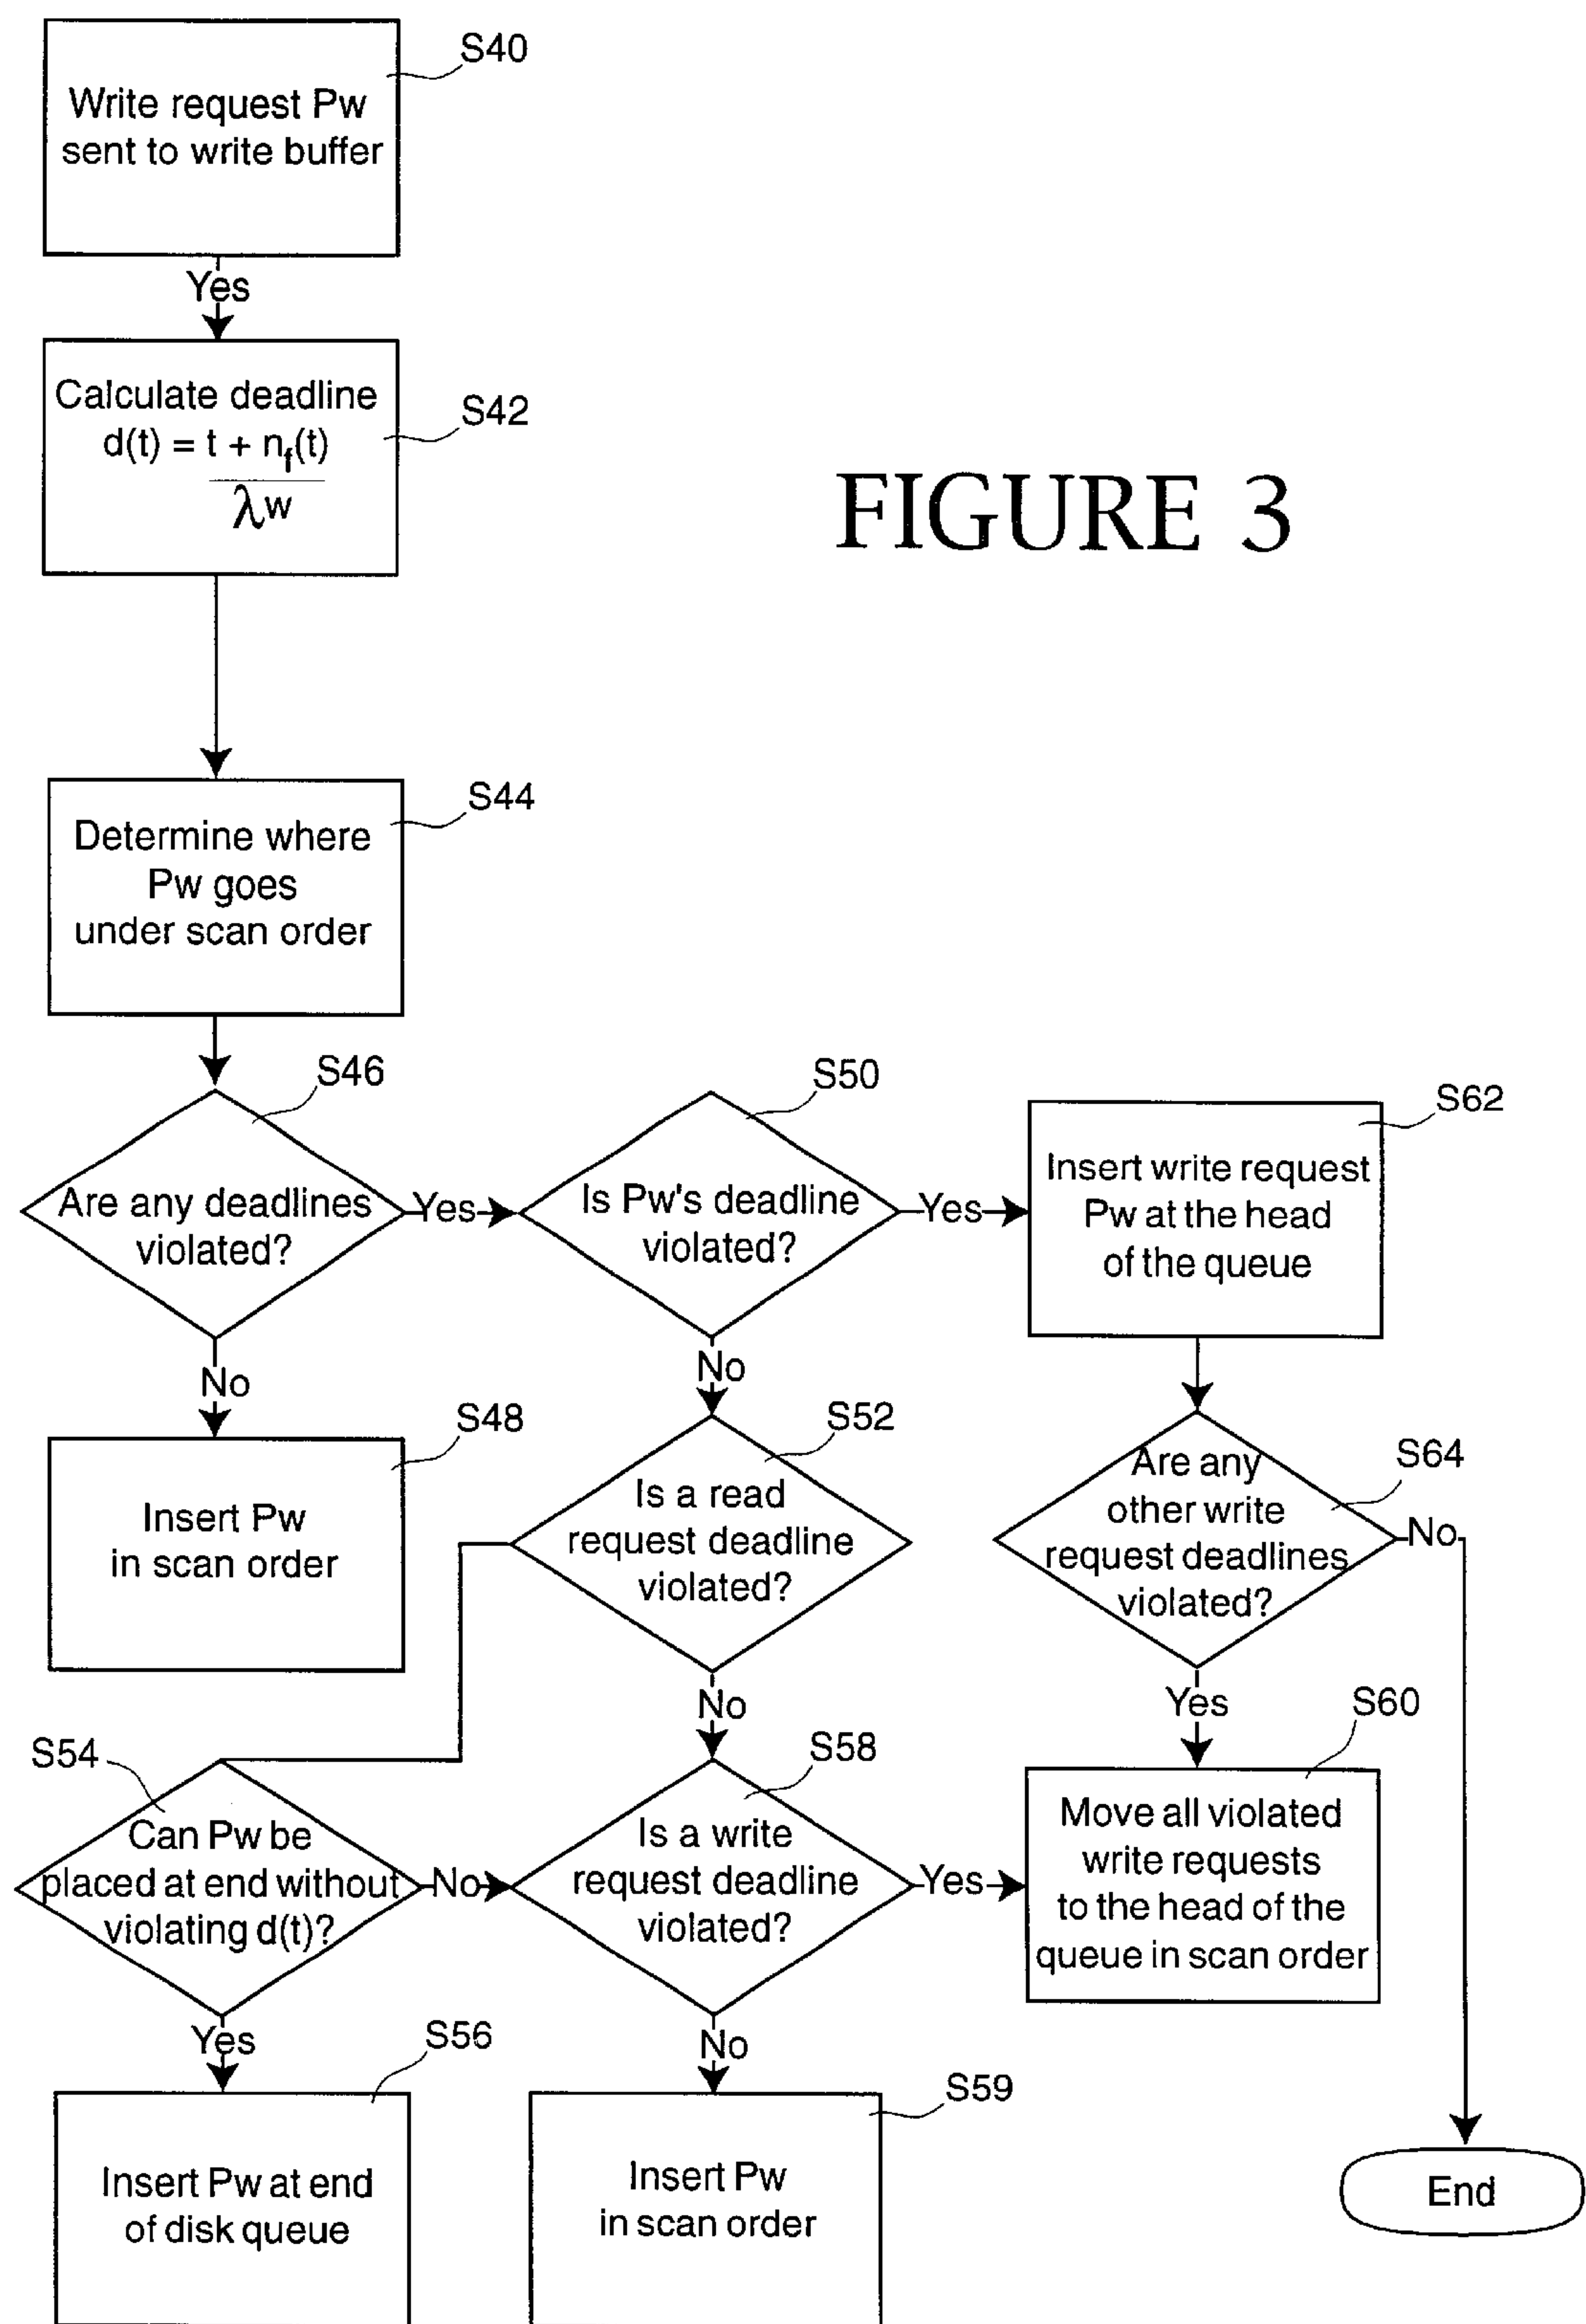 S40
Write request Pw
sent to write buffer
Yes
Calculate deadline
d(t) = t + nf(t)
λw
S42
FIGURE 3
S44
Determine where
Pw goes
under scan order
S46
Are any deadlines
violated?
Yes
No
S50
Is Pw's deadline
violated?
Yes
No
S62
Insert write request
Pw at the head
of the queue
S48
Insert Pw
in scan order
S52
Is a read
request deadline
violated?
No
S64
Are any
other write
request deadlines
violated?
No
Yes
S54
Can Pw be
placed at end without
violating d(t)?
No
Yes
S58
Is a write
request deadline
violated?
Yes
No
S60
Move all violated
write requests
to the head of the
queue in scan order
S56
Insert Pw at end
of disk queue
S59
Insert Pw
in scan order
End